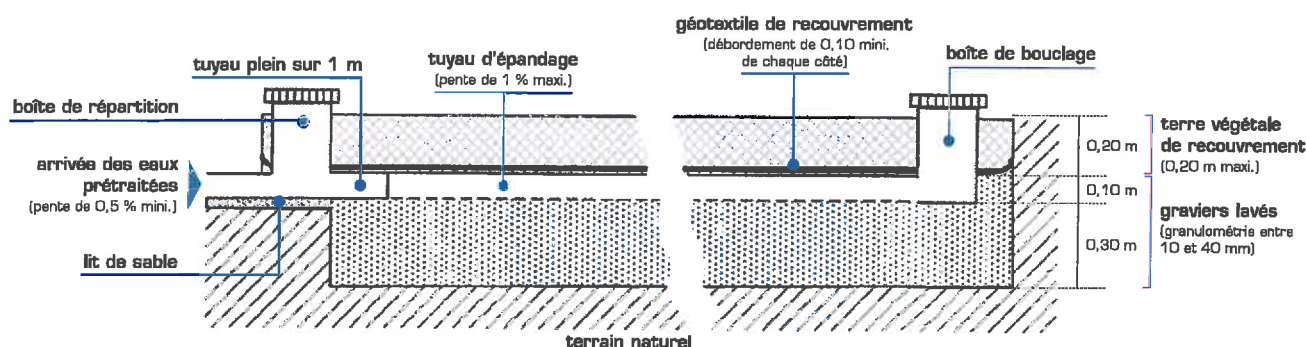 géotextile de recouvrement
(débordement de 0,10 mini.
de chaque côté)
boîte de bouclage
tuyau plein sur 1 m
tuyau d'épandage
(pente de 1 % maxi.)
boîte de répartition
arrivée des eaux
prétraitées
(pente de 0,5 % mini.)
lit de sable
0,20 m
0,10 m
0,30 m
terre végétale
de recouvrement
(0,20 m maxi.)
graviers lavés
(granulométrie entre
10 et 40 mm)
terrain naturel